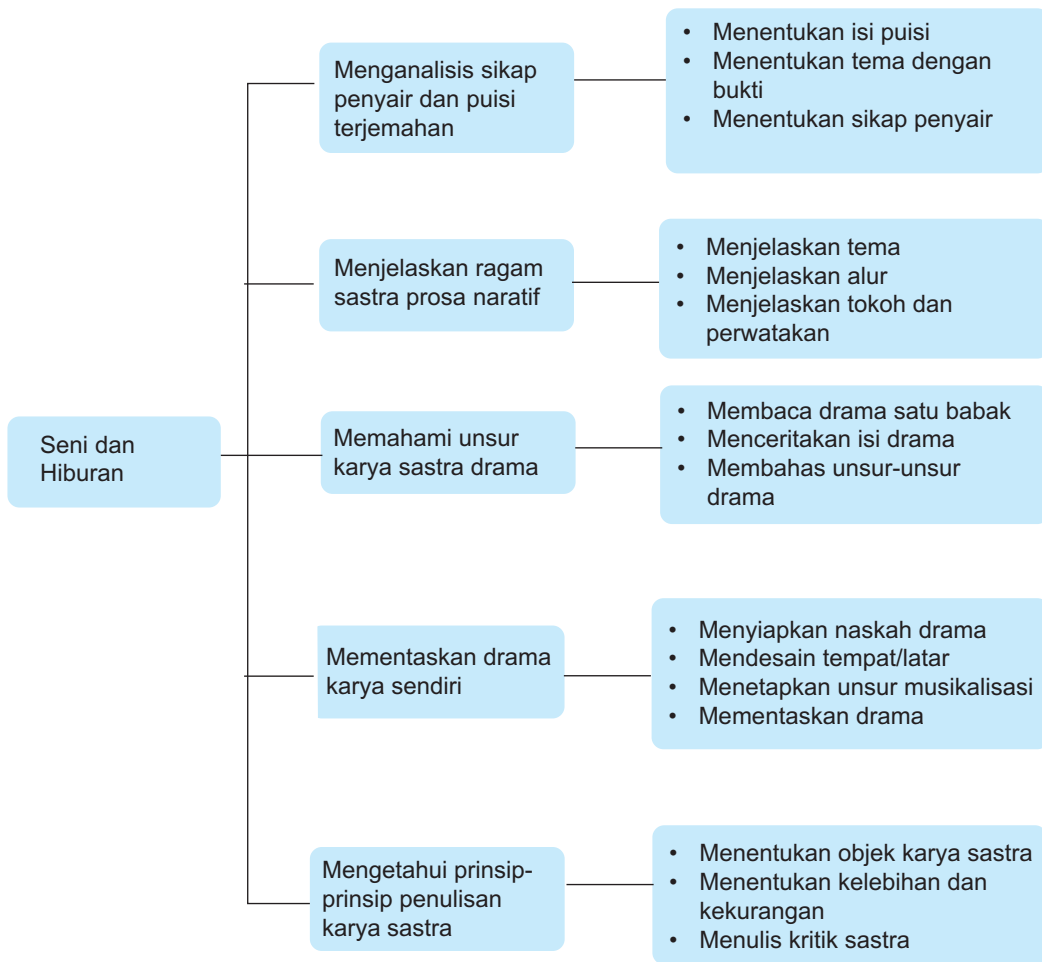 Seni dan
Hiburan
Menganalisis sikap
penyair dan puisi
terjemahan
• Menentukan isi puisi
• Menentukan tema dengan
bukti
• Menentukan sikap penyair
Menjelaskan ragam
sastra prosa naratif
• Menjelaskan tema
• Menjelaskan alur
• Menjelaskan tokoh dan
perwatakan
Memahami unsur
karya sastra drama
• Membaca drama satu babak
• Menceritakan isi drama
• Membahas unsur-unsur
drama
Mementaskan drama
karya sendiri
• Menyiapkan naskah drama
• Mendesain tempat/latar
• Menetapkan unsur musikalisasi
• Mementaskan drama
Mengetahui prinsip-
prinsip penulisan
karya sastra
• Menentukan objek karya sastra
• Menentukan kelebihan dan
kekurangan
• Menulis kritik sastra